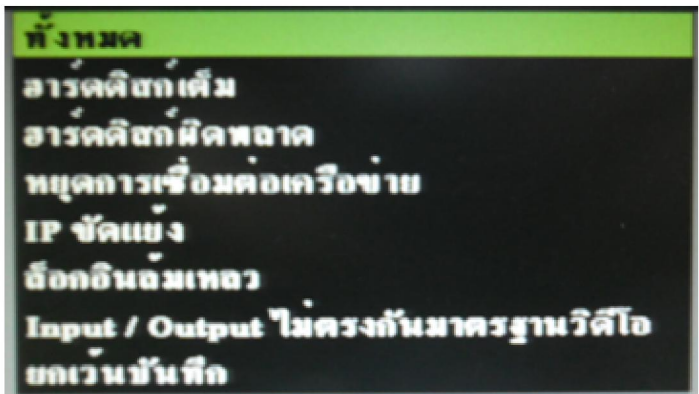 ทั้งหมด
ฮาร์ดดิสก์เต็ม
ฮาร์ดดิสก์ผิดพลาด
หยุดการเชื่อมต่อเครือข่าย
IP ขัดแย้ง
ล็อกอินล้มเหลว
Input / Output ไม่ตรงกันมาตรฐานวิดีโอ
ยกเว้นบันทึก